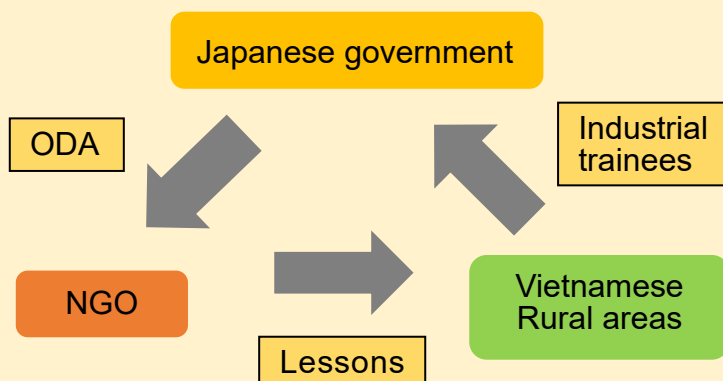 Japanese government
ODA
Industrial
trainees
NGO
Vietnamese
Rural areas
Lessons